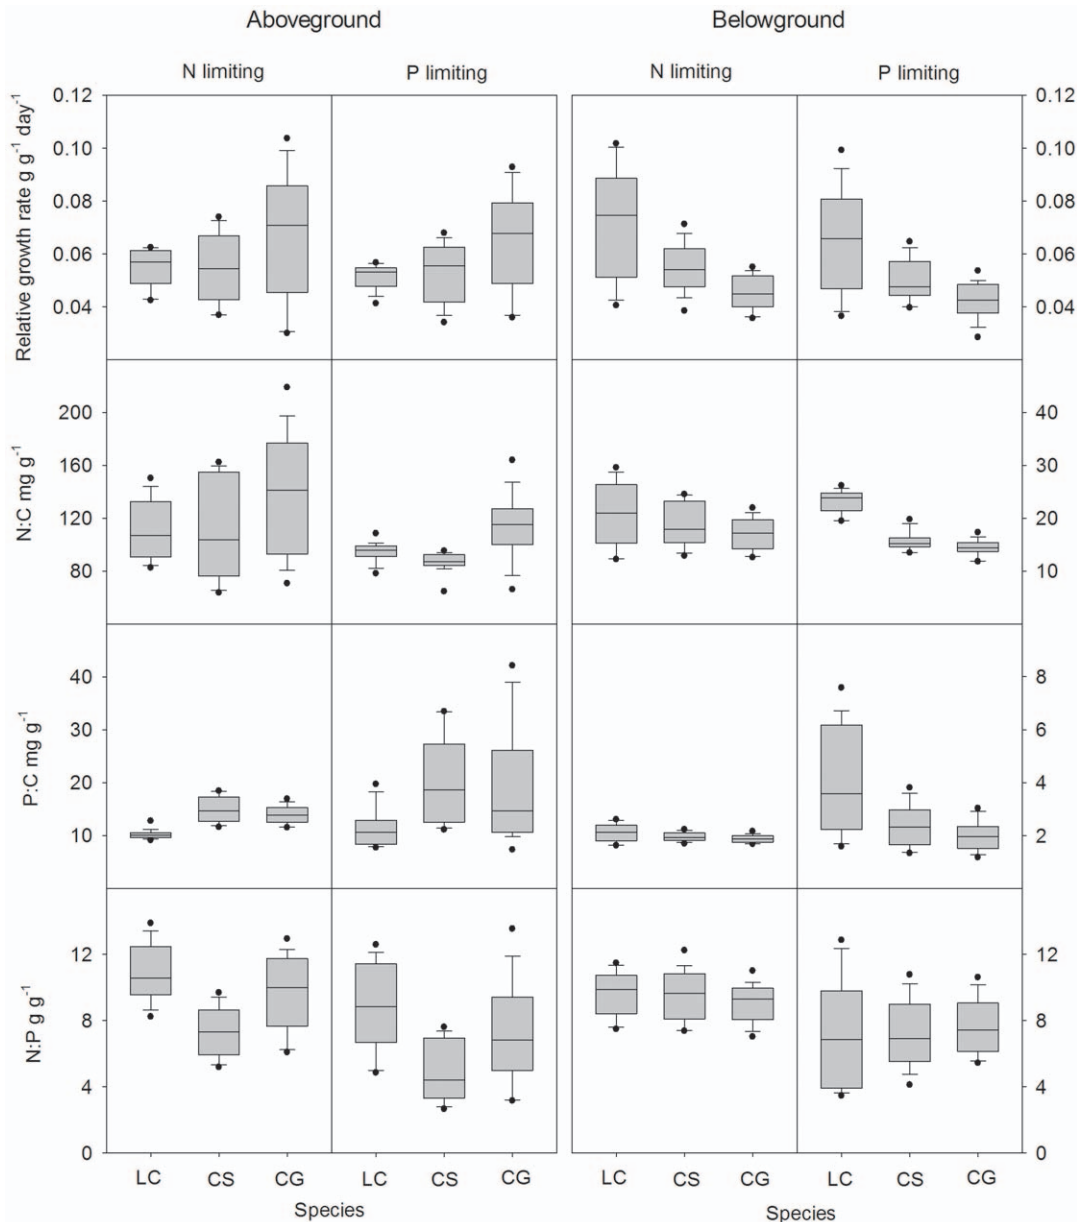 Aboveground Belowground
N limiting P limiting N limiting P limiting
Relative growth rate g g⁻¹ day⁻¹
0.12 0.12
0.10 0.10
0.08 0.08
0.06 0.06
0.04 0.04
N:C mg g⁻¹
200 40
160 30
120 20
80 10
P:C mg g⁻¹
40 8
30 6
20 4
10 2
N:P g g⁻¹
12 12
8 8
4 4
0 0
LC CS CG LC CS CG LC CS CG LC CS CG
Species Species